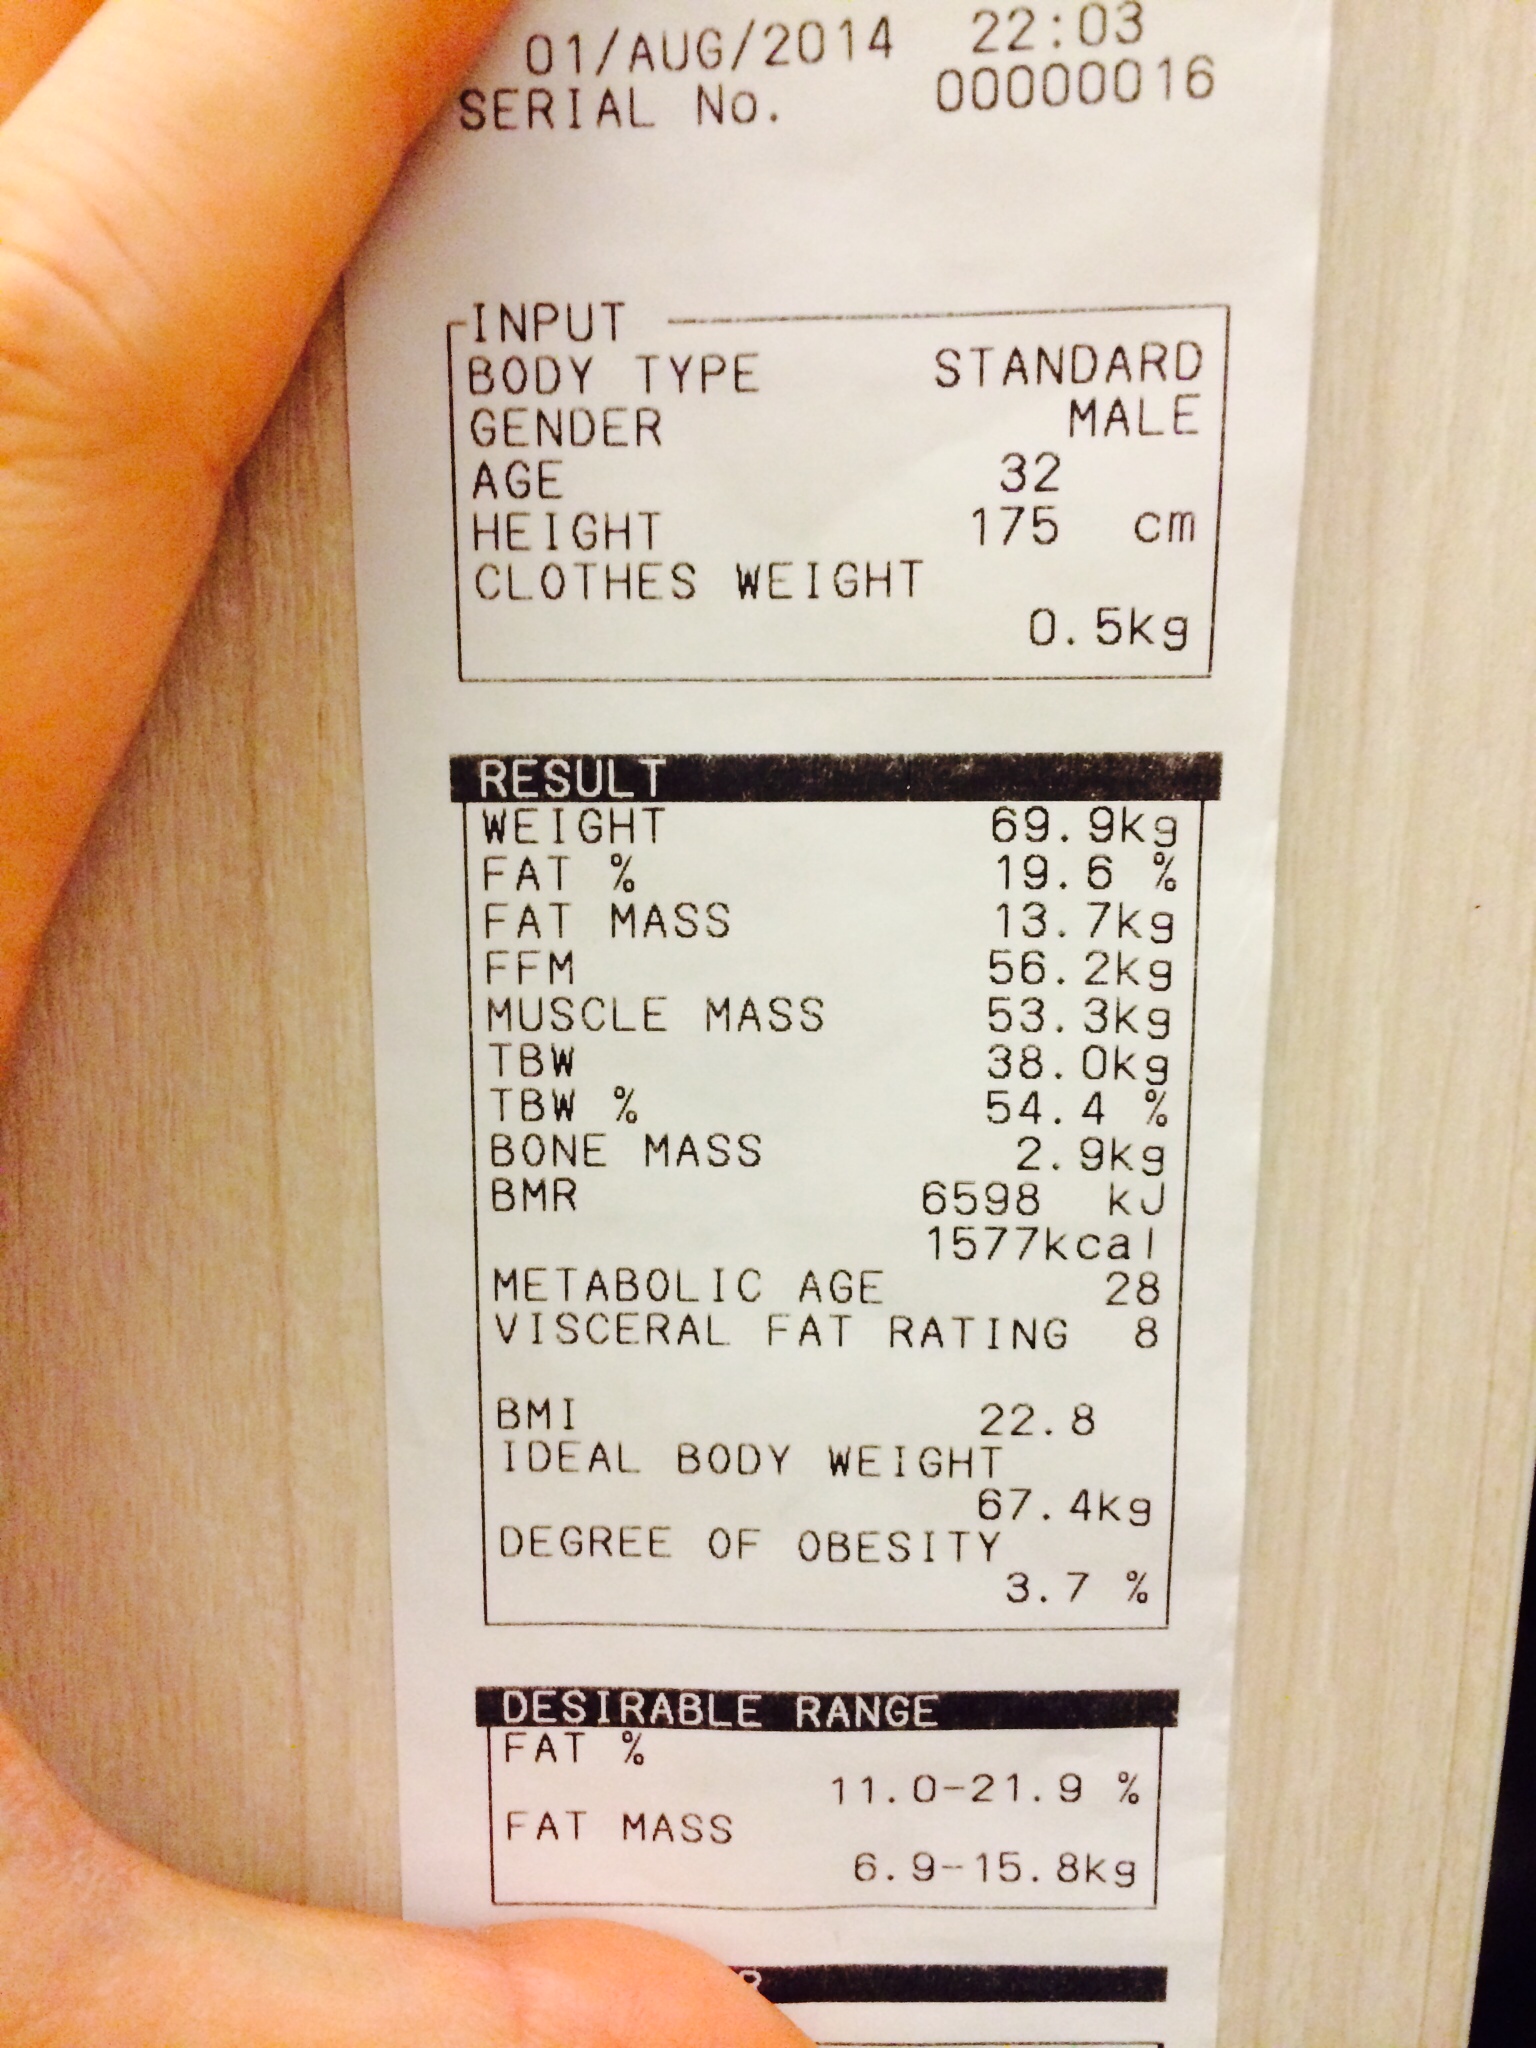 01/AUG/2014 22:03
SERIAL No. 00000016
INPUT
BODY TYPE STANDARD
GENDER MALE
AGE 32
HEIGHT 175 cm
CLOTHES WEIGHT
0.5kg
RESULT
WEIGHT 69.9kg
FAT % 19.6 %
FAT MASS 13.7kg
FFM 56.2kg
MUSCLE MASS 53.3kg
TBW 38.0kg
TBW % 54.4 %
BONE MASS 2.9kg
BMR 6598 kJ
1577kcal
METABOLIC AGE 28
VISCERAL FAT RATING 8
BMI 22.8
IDEAL BODY WEIGHT
67.4kg
DEGREE OF OBESITY
3.7 %
DESIRABLE RANGE
FAT %
11.0-21.9 %
FAT MASS
6.9-15.8kg